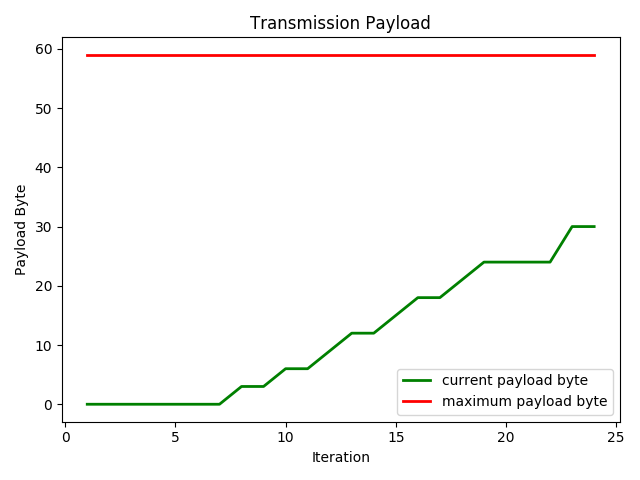 Transmission Payload
60
50
40
30
20
10
0
Payload Byte
current payload byte
maximum payload byte
0 5 10 15 20 25
Iteration